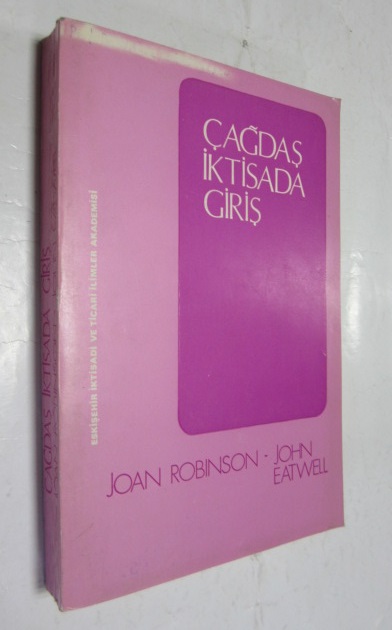 ÇAĞDAŞ
İKTİSADA
GİRİŞ
ESKİŞEHİR İKTİSADİ VE TİCARİ İLİMLER AKADEMİSİ
JOAN ROBINSON - JOHN
EATWELL
ÇAĞDAŞ İKTİSADA GİRİŞ